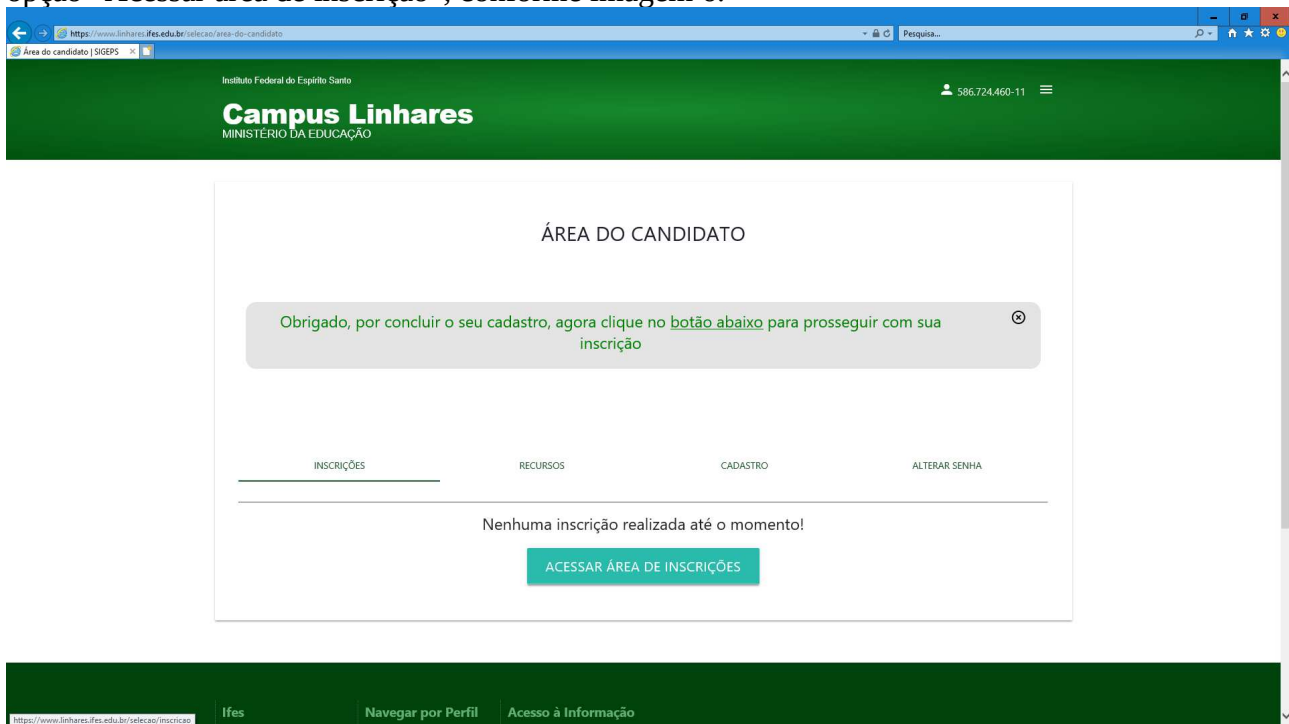 opção "Acessar área de inscrição", conforme imagem 6.
https://www.linhares.ifes.edu.br/selecao/area-do-candidato
Pesquisa...
Área do candidato | SIGEPS
Instituto Federal do Espírito Santo
586.724.460-11
Campus Linhares
MINISTÉRIO DA EDUCAÇÃO
ÁREA DO CANDIDATO
Obrigado, por concluir o seu cadastro, agora clique no botão abaixo para prosseguir com sua
inscrição
INSCRIÇÕES RECURSOS CADASTRO ALTERAR SENHA
Nenhuma inscrição realizada até o momento!
ACESSAR ÁREA DE INSCRIÇÕES
Ifes Navegar por Perfil Acesso à Informação
https://www.linhares.ifes.edu.br/selecao/inscricao